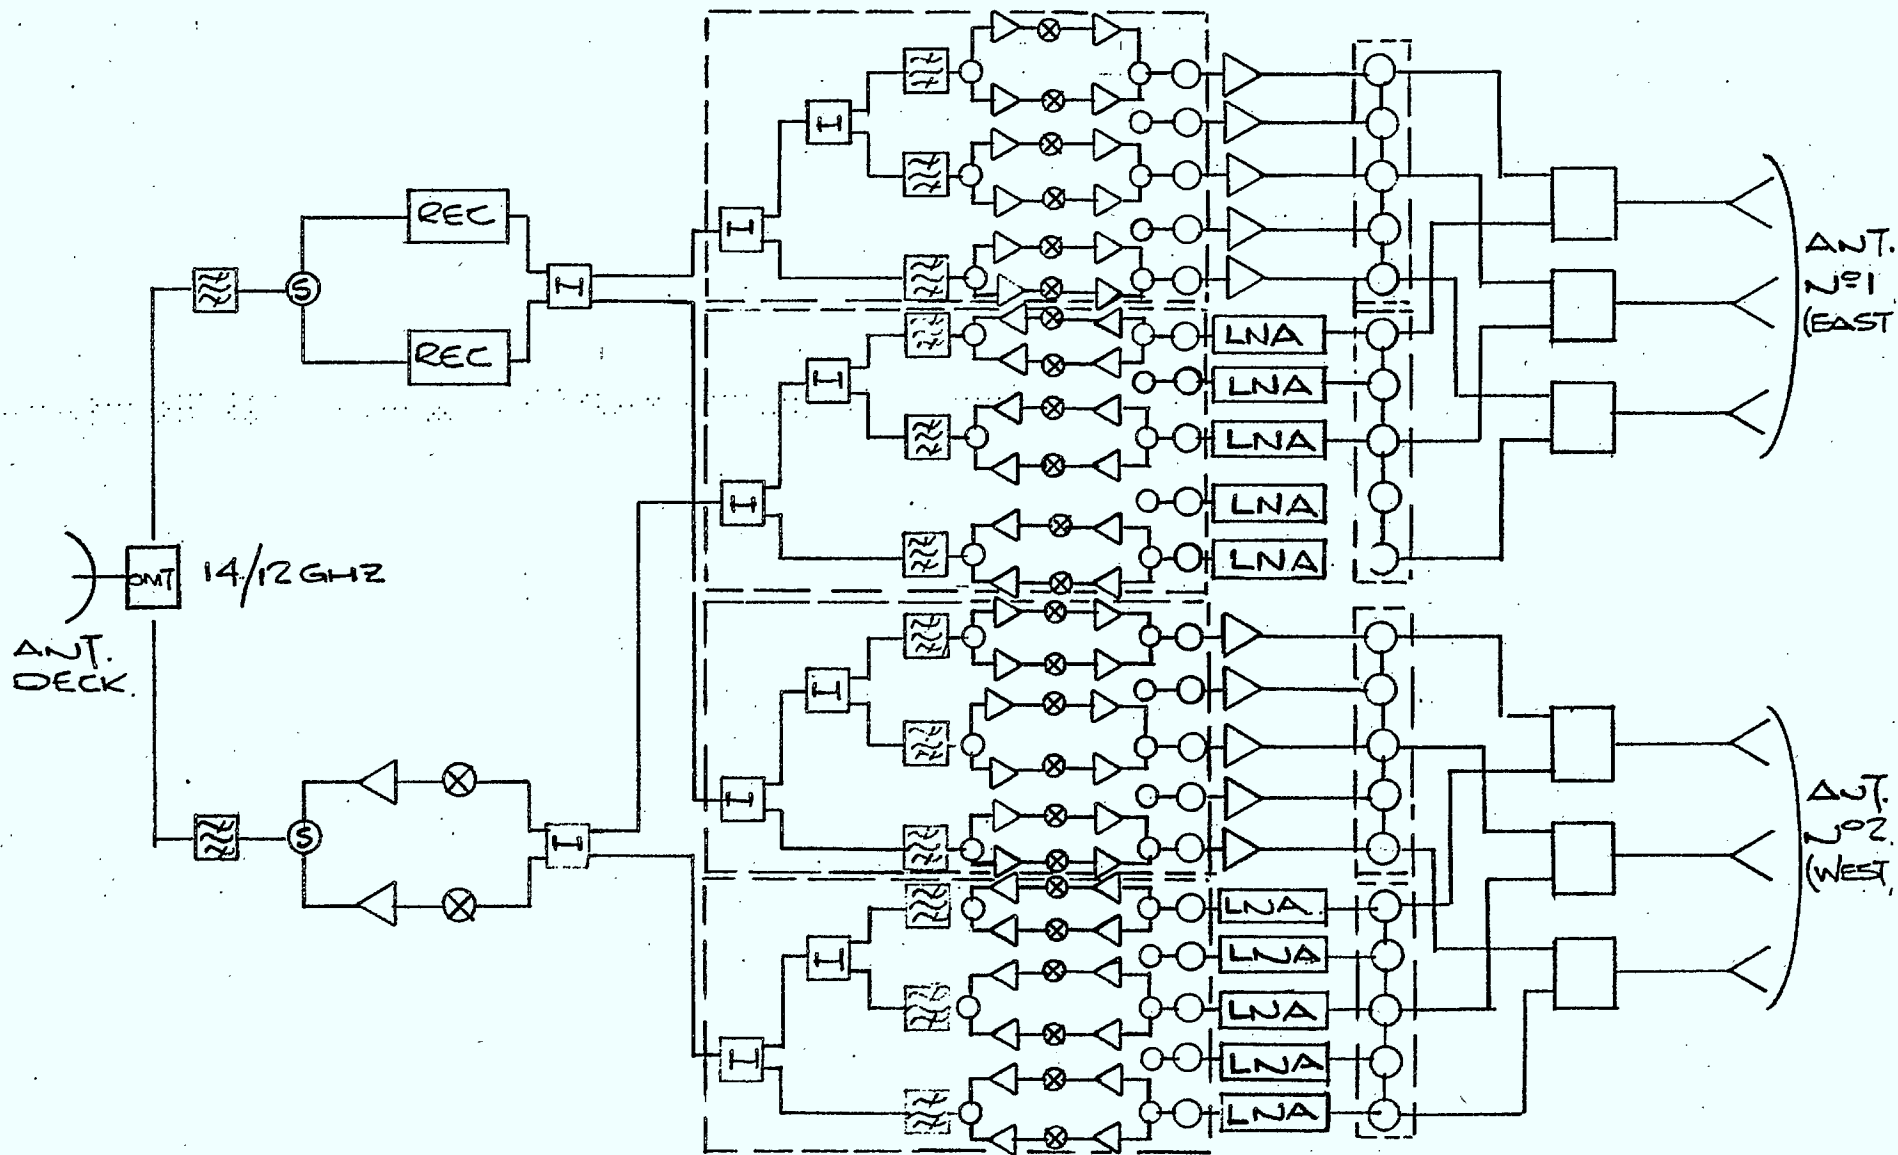 REC
REC
S
I
I
I
I
ANT.
Nº1
(EAST
LNA
LNA
LNA
LNA
LNA
I
I
OMT
14/12 GHZ
ANT.
DECK.
S
I
I
I
I
I
LNA
LNA
LNA
LNA
LNA
ANT.
Nº2.
(WEST,